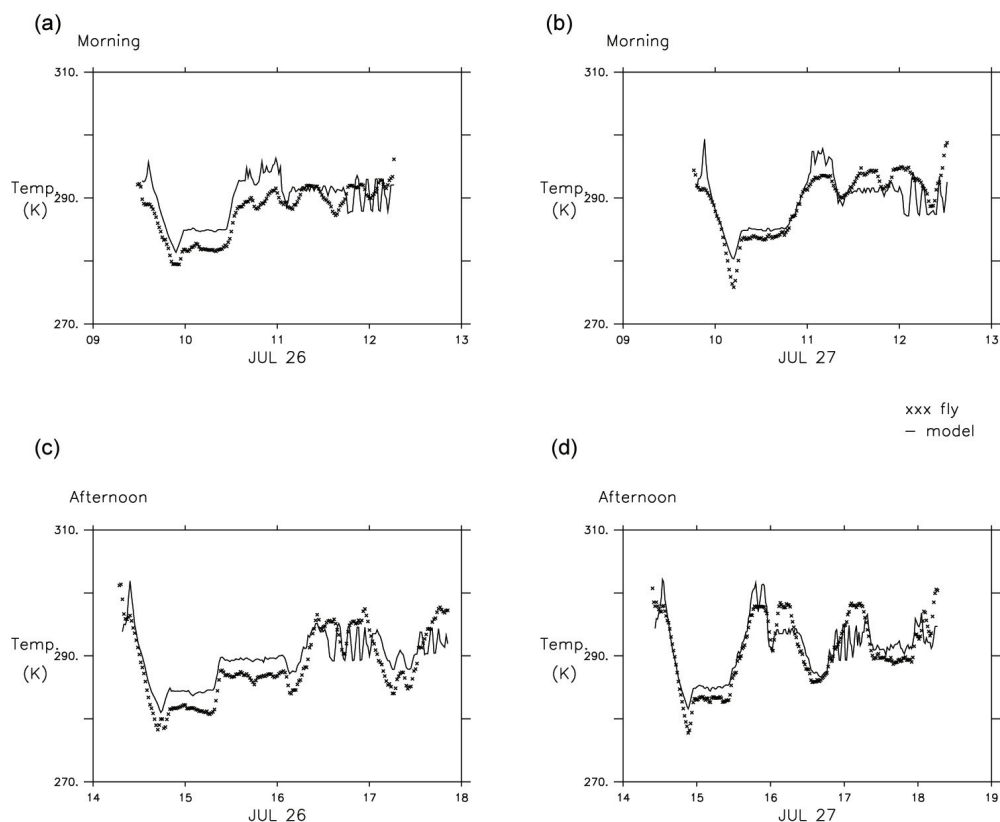 (a)
Morning
310.
Temp.
290.
(K)
270.
09 10 11 12 13
JUL 26
(b)
Morning
310.
Temp.
290.
(K)
270.
09 10 11 12 13
JUL 27
xxx fly
— model
(c)
Afternoon
310.
Temp.
290.
(K)
270.
14 15 16 17 18
JUL 26
(d)
Afternoon
310.
Temp.
290.
(K)
270.
14 15 16 17 18 19
JUL 27